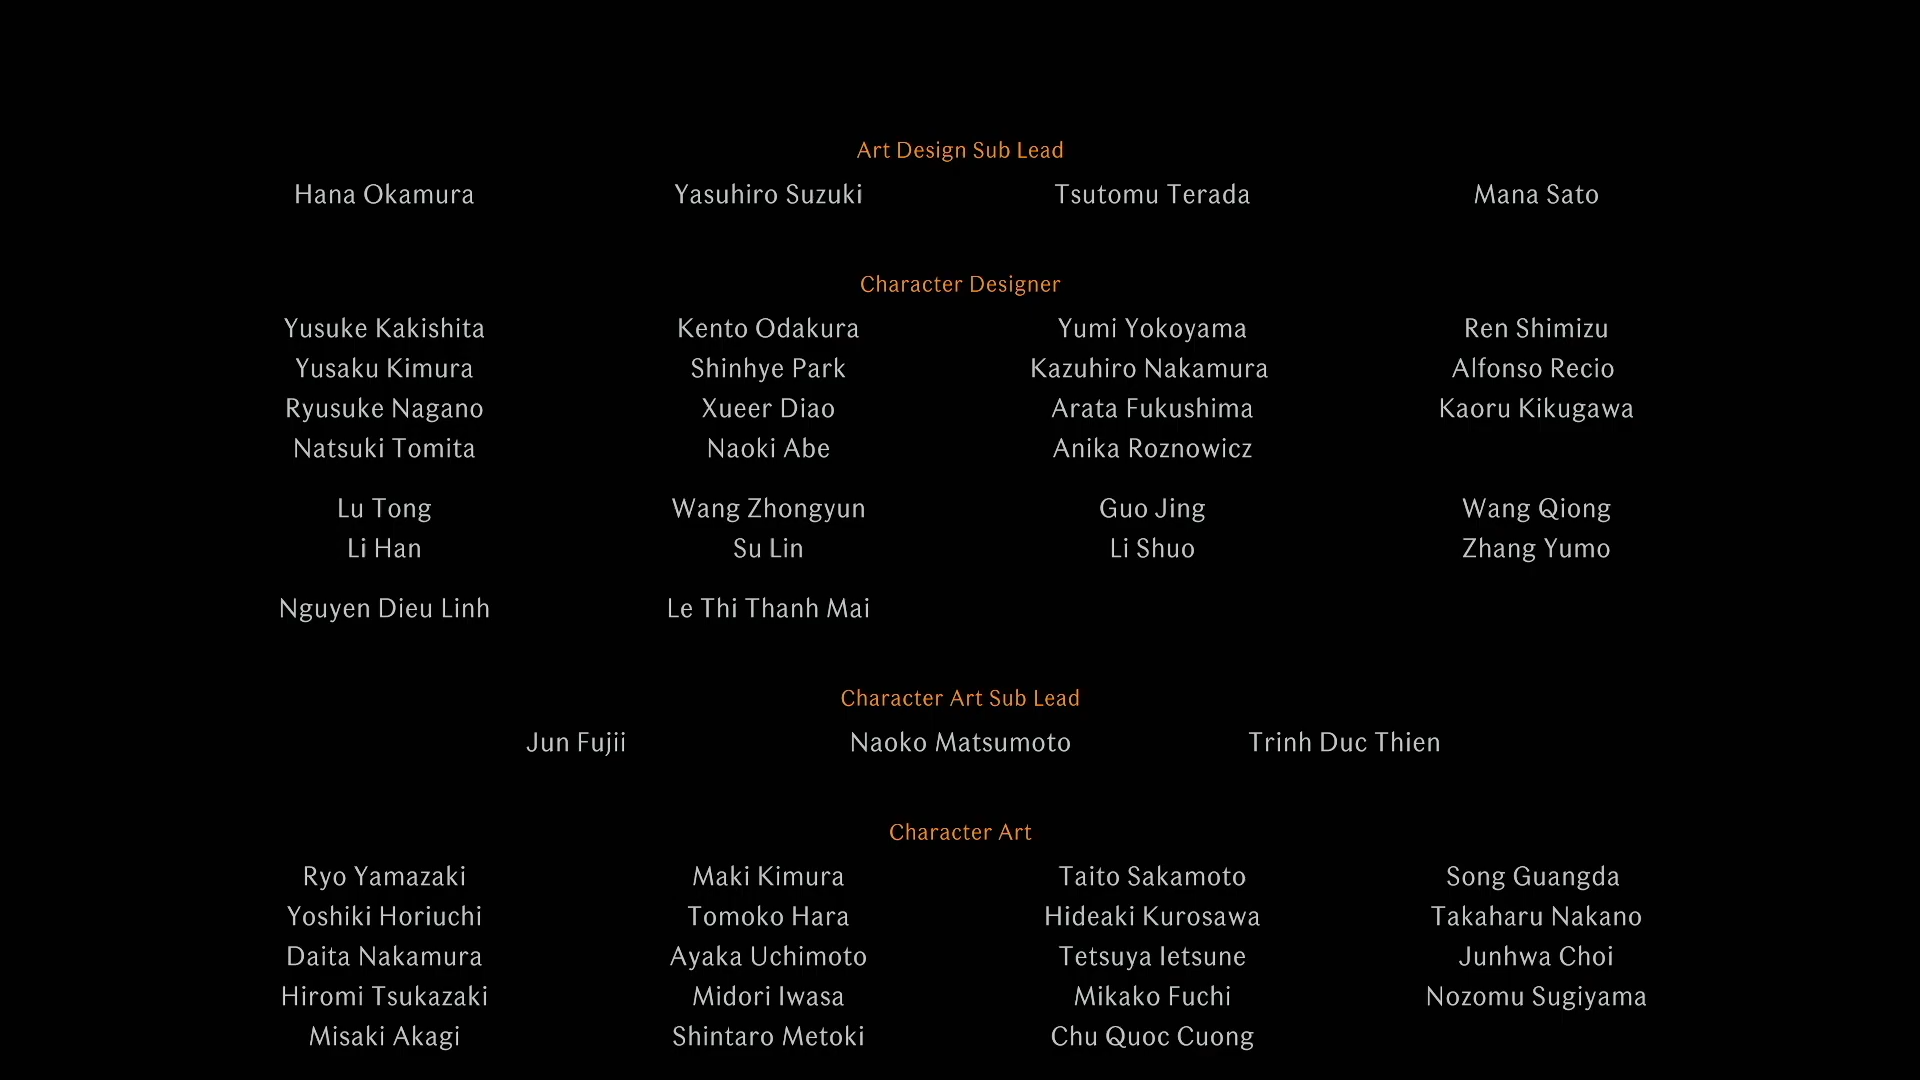 Art Design Sub Lead
Hana Okamura Yasuhiro Suzuki Tsutomu Terada Mana Sato
Character Designer
Yusuke Kakishita Kento Odakura Yumi Yokoyama Ren Shimizu
Yusaku Kimura Shinhye Park Kazuhiro Nakamura Alfonso Recio
Ryusuke Nagano Xueer Diao Arata Fukushima Kaoru Kikugawa
Natsuki Tomita Naoki Abe Anika Roznowicz
Lu Tong Wang Zhongyun Guo Jing Wang Qiong
Li Han Su Lin Li Shuo Zhang Yumo
Nguyen Dieu Linh Le Thi Thanh Mai
Character Art Sub Lead
Jun Fujii Naoko Matsumoto Trinh Duc Thien
Character Art
Ryo Yamazaki Maki Kimura Taito Sakamoto Song Guangda
Yoshiki Horiuchi Tomoko Hara Hideaki Kurosawa Takaharu Nakano
Daita Nakamura Ayaka Uchimoto Tetsuya Ietsune Junhwa Choi
Hiromi Tsukazaki Midori Iwasa Mikako Fuchi Nozomu Sugiyama
Misaki Akagi Shintaro Metoki Chu Quoc Cuong